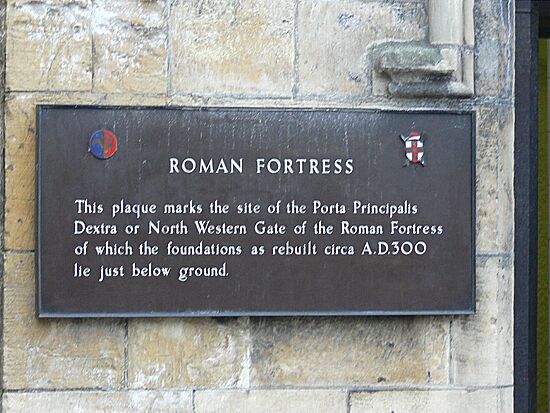 ROMAN FORTRESS
This plaque marks the site of the Porta Principalis
Dextra or North Western Gate of the Roman Fortress
of which the foundations as rebuilt circa A.D.300
lie just below ground.